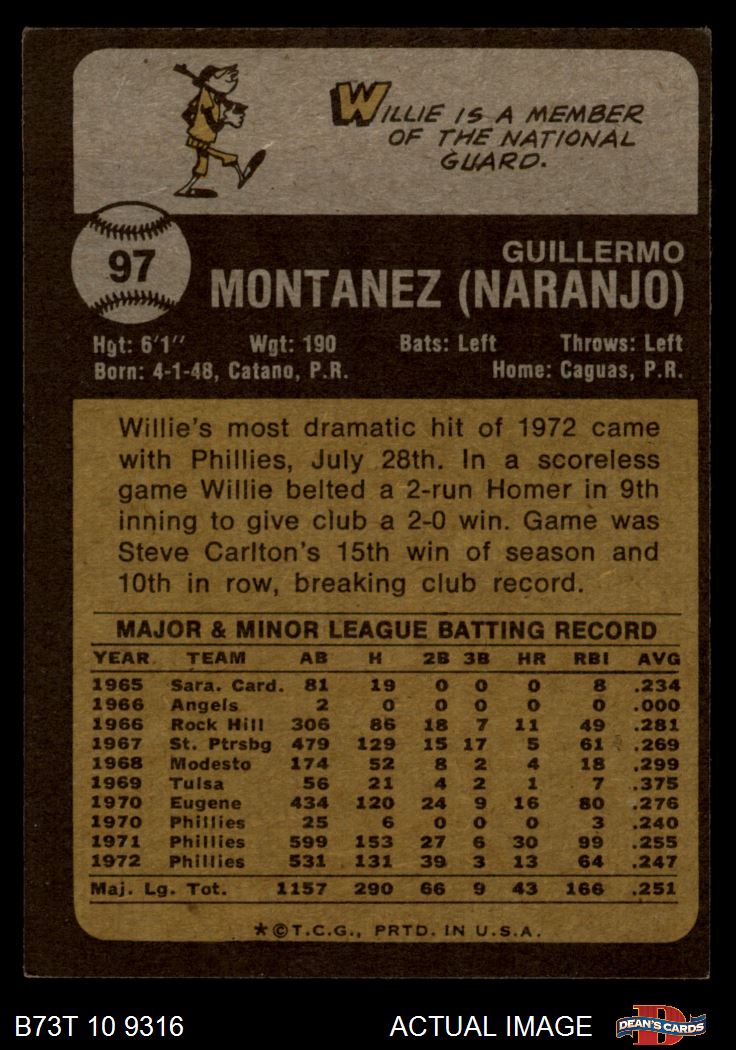 WILLIE IS A MEMBER
OF THE NATIONAL
GUARD.
97
GUILLERMO
MONTANEZ (NARANJO)
Hgt: 6'1" Wgt: 190 Bats: Left Throws: Left
Born: 4-1-48, Catano, P.R. Home: Caguas, P.R.
Willie's most dramatic hit of 1972 came
with Phillies, July 28th. In a scoreless
game Willie belted a 2-run Homer in 9th
inning to give club a 2-0 win. Game was
Steve Carlton's 15th win of season and
10th in row, breaking club record.
MAJOR & MINOR LEAGUE BATTING RECORD
YEAR TEAM AB H 2B 3B HR RBI AVG
1965 Sara. Card. 81 19 0 0 0 8 .234
1966 Angels 2 0 0 0 0 0 .000
1966 Rock Hill 306 86 18 7 11 49 .281
1967 St. Ptrsbg 479 129 15 17 5 61 .269
1968 Modesto 174 52 8 2 4 18 .299
1969 Tulsa 56 21 4 2 1 7 .375
1970 Eugene 434 120 24 9 16 80 .276
1970 Phillies 25 6 0 0 0 3 .240
1971 Phillies 599 153 27 6 30 99 .255
1972 Phillies 531 131 39 3 13 64 .247
Maj. Lg. Tot. 1157 290 66 9 43 166 .251
*©T.C.G., PRTD. IN U.S.A.
B73T 10 9316 ACTUAL IMAGE D DEAN'S CARDS